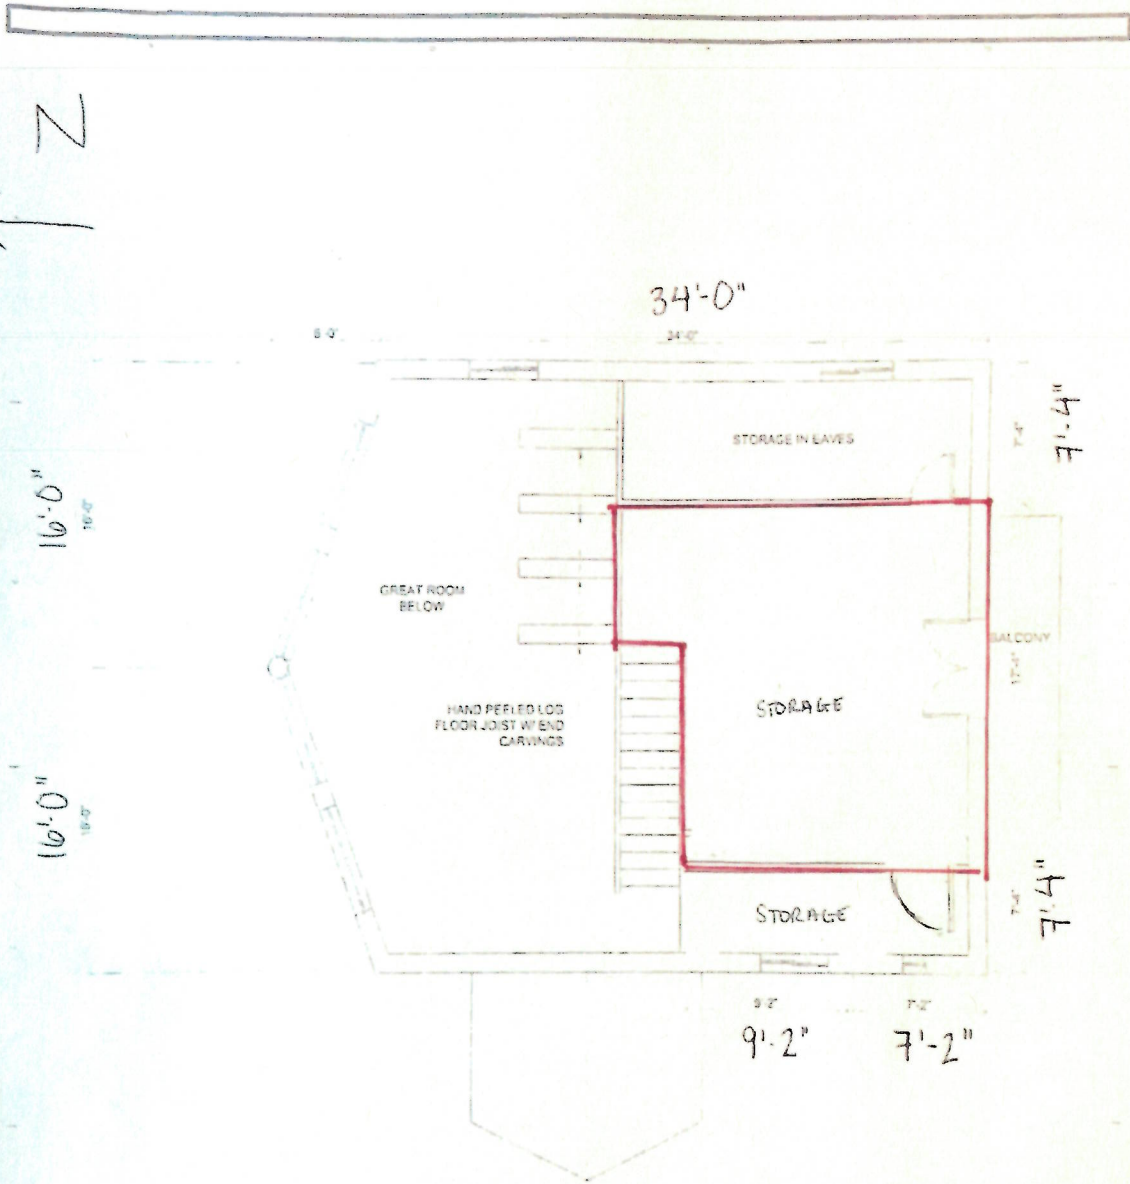 N
34'-0"
34'-0"
7'-4"
7'-4"
STORAGE IN EAVES
16'-0"
16'-0"
GREAT ROOM
BELOW
BALCONY
STORAGE
HAND PEELED LOG
FLOOR JOIST W/ END
CARVINGS
16'-0"
16'-0"
7'-4"
7'-4"
STORAGE
9'-2"
7'-2"
9'-2"
7'-2"